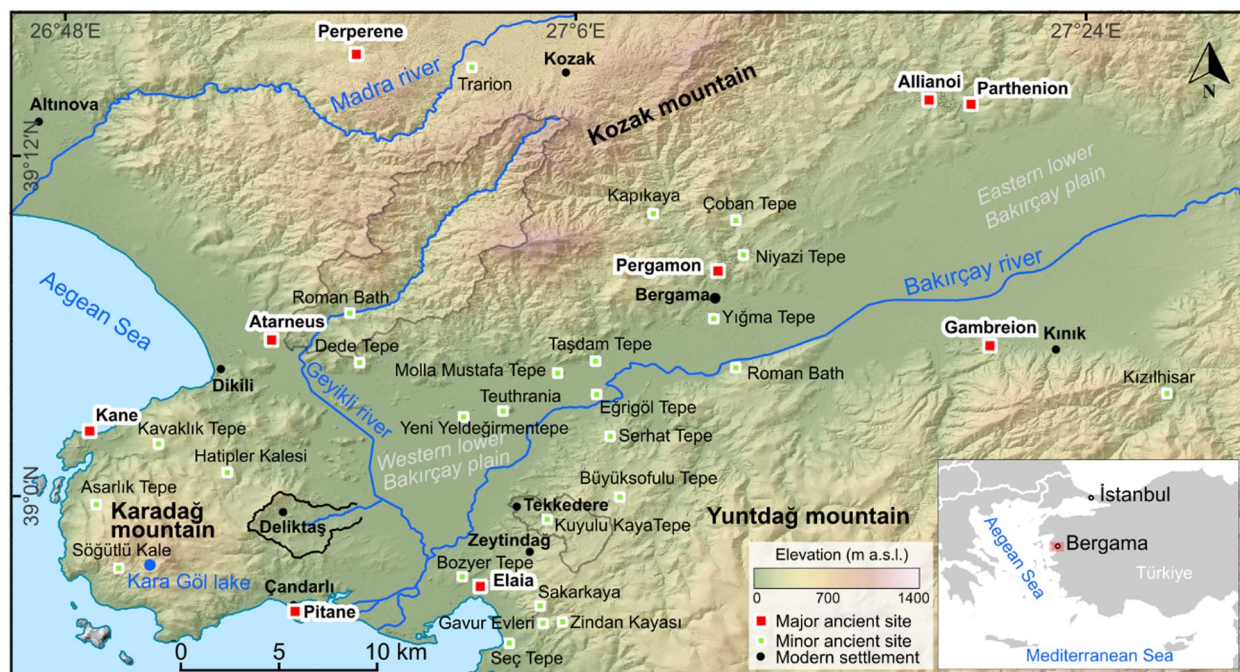 26°48′E
27°6′E
27°24′E
Perperene
Madra river
Trarion
Kozak
Kozak mountain
Allianoi
Parthenion
N
Altınova
39°12′N
Kapıkaya
Çoban Tepe
Eastern lower
Bakırçay plain
Niyazi Tepe
Pergamon
Bergama
Bakırçay river
Aegean Sea
Roman Bath
Atarneus
Yığma Tepe
Gambreion
Kınık
Dede Tepe
Taşdam Tepe
Dikili
Geyikli river
Molla Mustafa Tepe
Roman Bath
Kızılhisar
Teuthrania
Eğrigöl Tepe
Kane
Yeni Yeldeğirmentepe
Kavaklık Tepe
Serhat Tepe
Western lower
Bakırçay plain
Hatipler Kalesi
Büyüksofulu Tepe
39°0′N
Asarlık Tepe
Karadağ
mountain
Deliktaş
Tekkedere
Kuyulu KayaTepe
Yuntdağ mountain
Söğütlü Kale
Kara Göl lake
Zeytindağ
Bozyer Tepe
Elaia
Çandarlı
Pitane
Sakarkaya
Gavur Evleri
Zindan Kayası
Seç Tepe
0 5 10 km
Elevation (m a.s.l.)
0 700 1400
Major ancient site
Minor ancient site
Modern settlement
İstanbul
Aegean Sea
Bergama
Türkiye
Mediterranean Sea